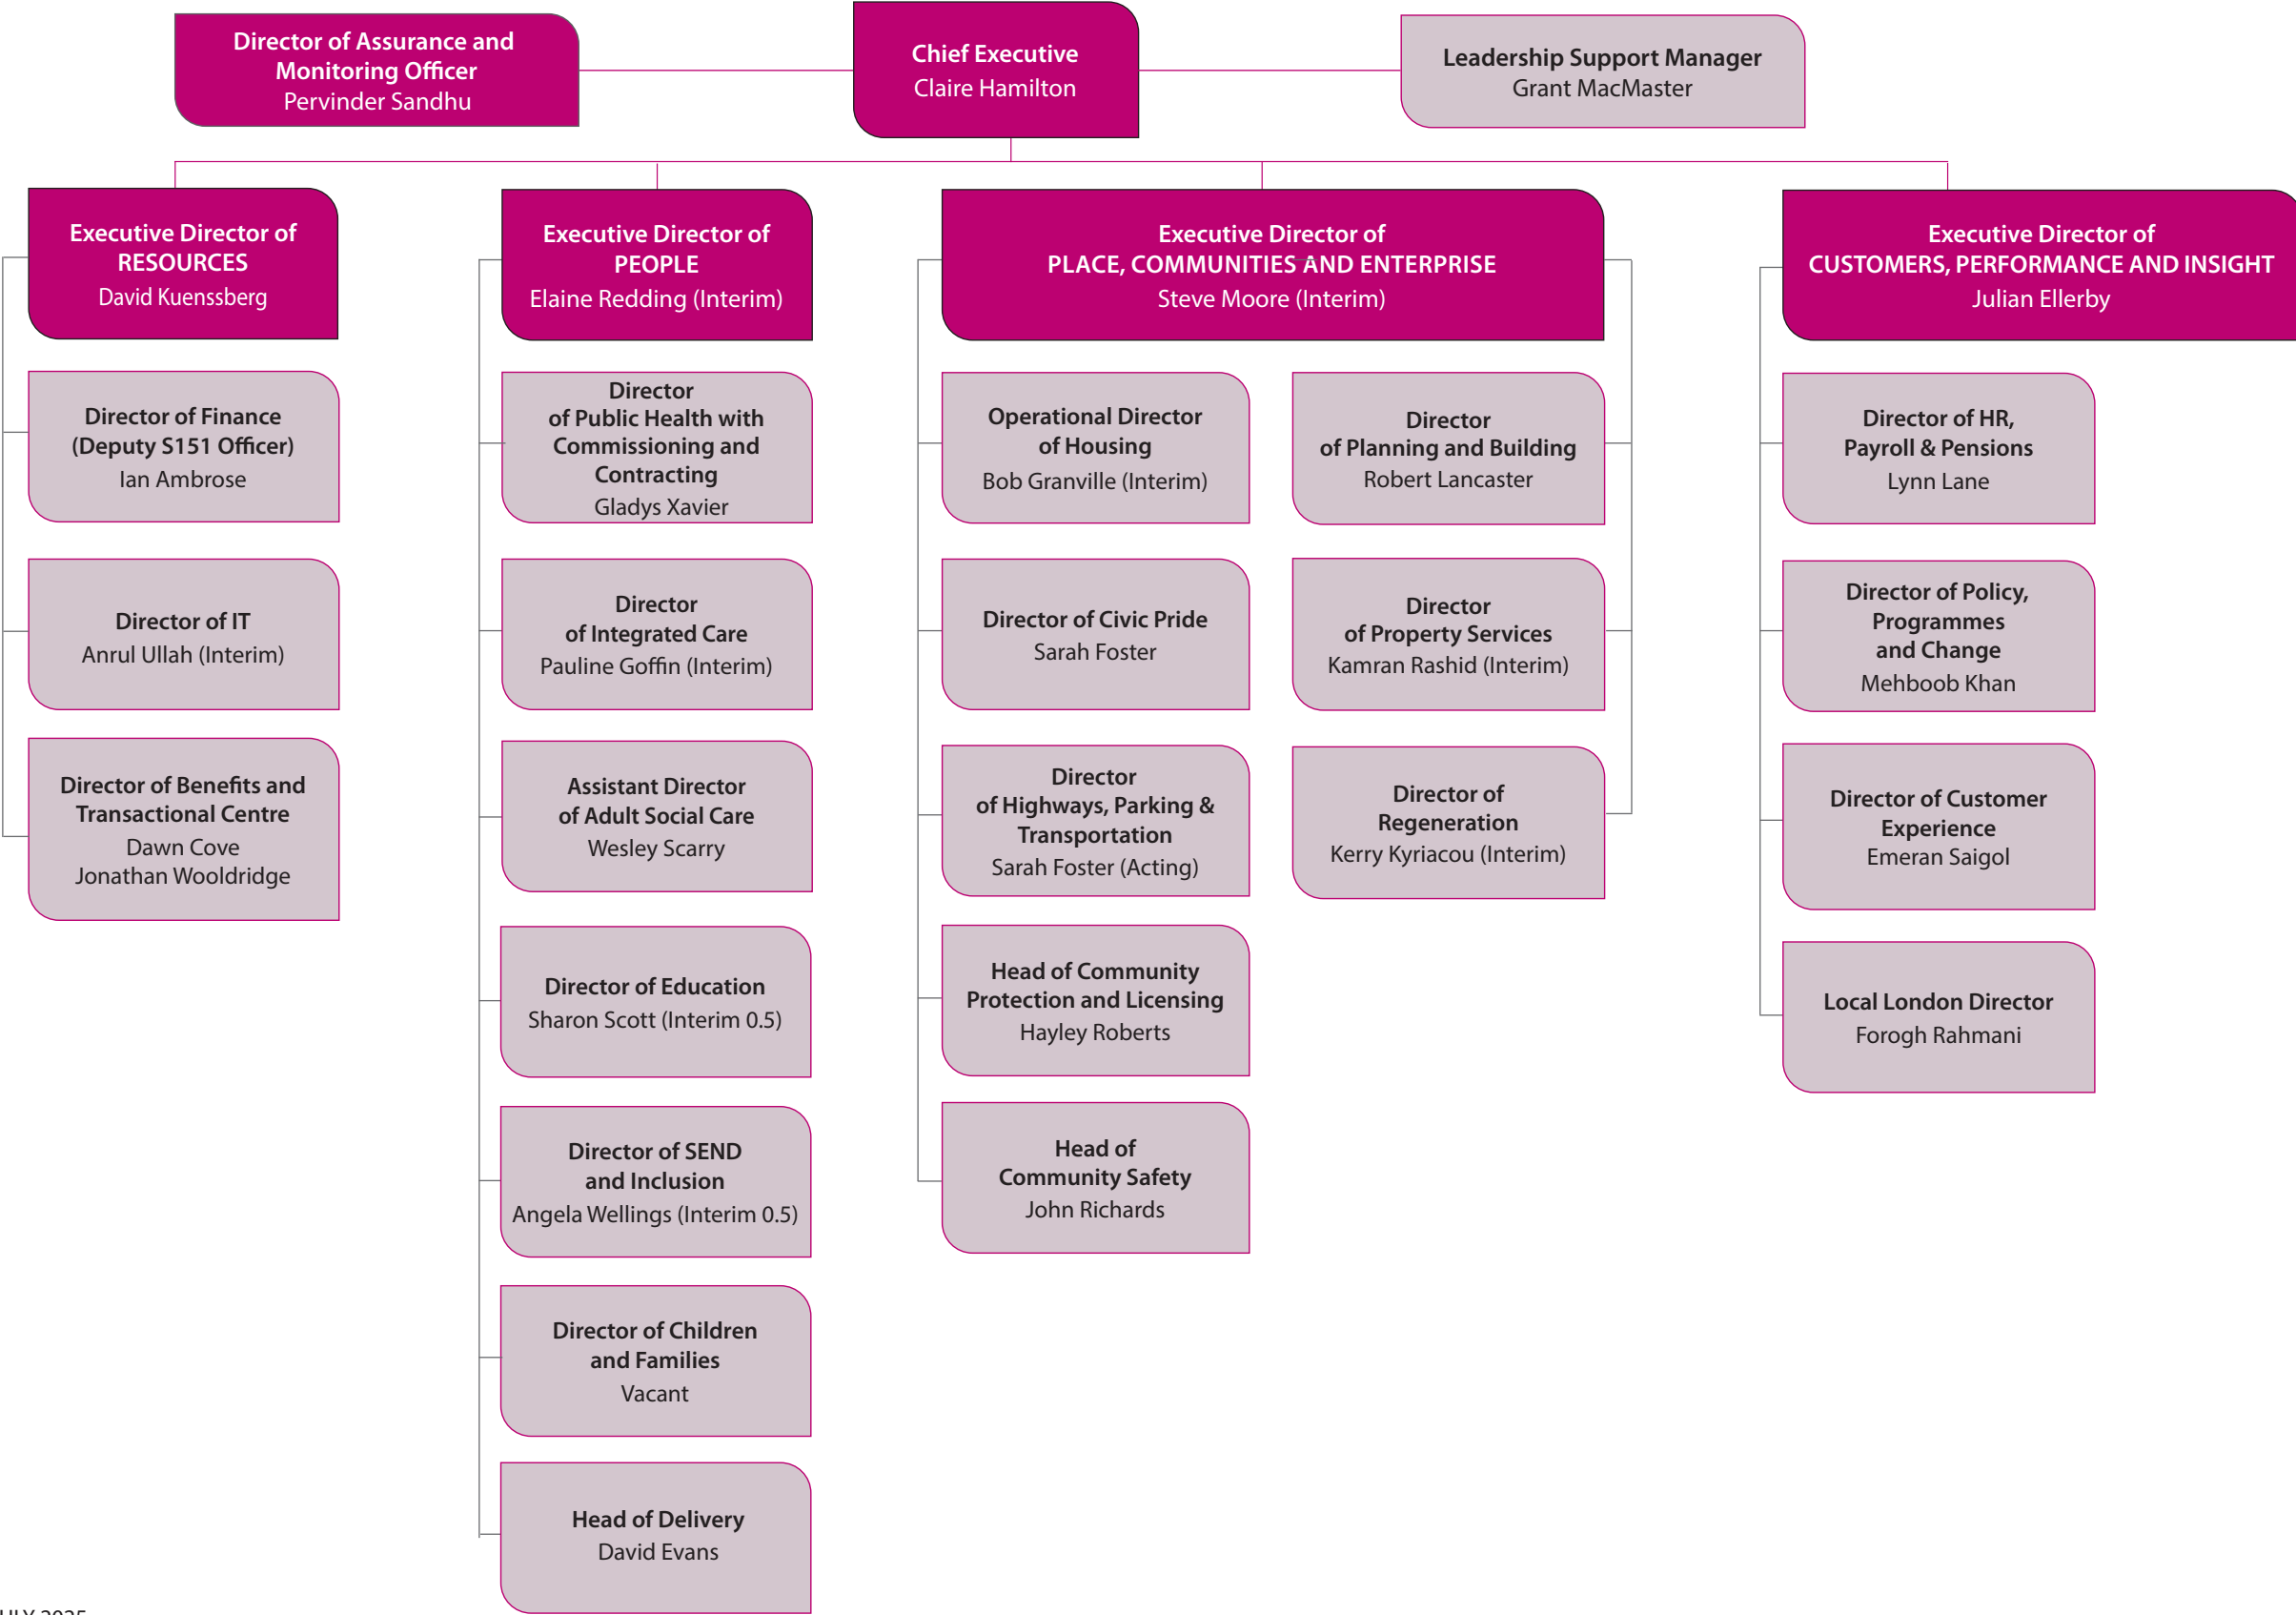 Director of Assurance and
Monitoring Officer
Pervinder Sandhu
Chief Executive
Claire Hamilton
Leadership Support Manager
Grant MacMaster
Executive Director of
RESOURCES
David Kuenssberg
Director of Finance
(Deputy S151 Officer)
Ian Ambrose
Director of IT
Anrul Ullah (Interim)
Director of Benefits and
Transactional Centre
Dawn Cove
Jonathan Wooldridge
Executive Director of
PEOPLE
Elaine Redding (Interim)
Director
of Public Health with
Commissioning and
Contracting
Gladys Xavier
Director
of Integrated Care
Pauline Goffin (Interim)
Assistant Director
of Adult Social Care
Wesley Scarry
Director of Education
Sharon Scott (Interim 0.5)
Director of SEND
and Inclusion
Angela Wellings (Interim 0.5)
Director of Children
and Families
Vacant
Head of Delivery
David Evans
Executive Director of
PLACE, COMMUNITIES AND ENTERPRISE
Steve Moore (Interim)
Operational Director
of Housing
Bob Granville (Interim)
Director of Civic Pride
Sarah Foster
Director
of Highways, Parking &
Transportation
Sarah Foster (Acting)
Head of Community
Protection and Licensing
Hayley Roberts
Head of
Community Safety
John Richards
Director
of Planning and Building
Robert Lancaster
Director
of Property Services
Kamran Rashid (Interim)
Director of
Regeneration
Kerry Kyriacou (Interim)
Executive Director of
CUSTOMERS, PERFORMANCE AND INSIGHT
Julian Ellerby
Director of HR,
Payroll & Pensions
Lynn Lane
Director of Policy,
Programmes
and Change
Mehboob Khan
Director of Customer
Experience
Emeran Saigol
Local London Director
Forogh Rahmani